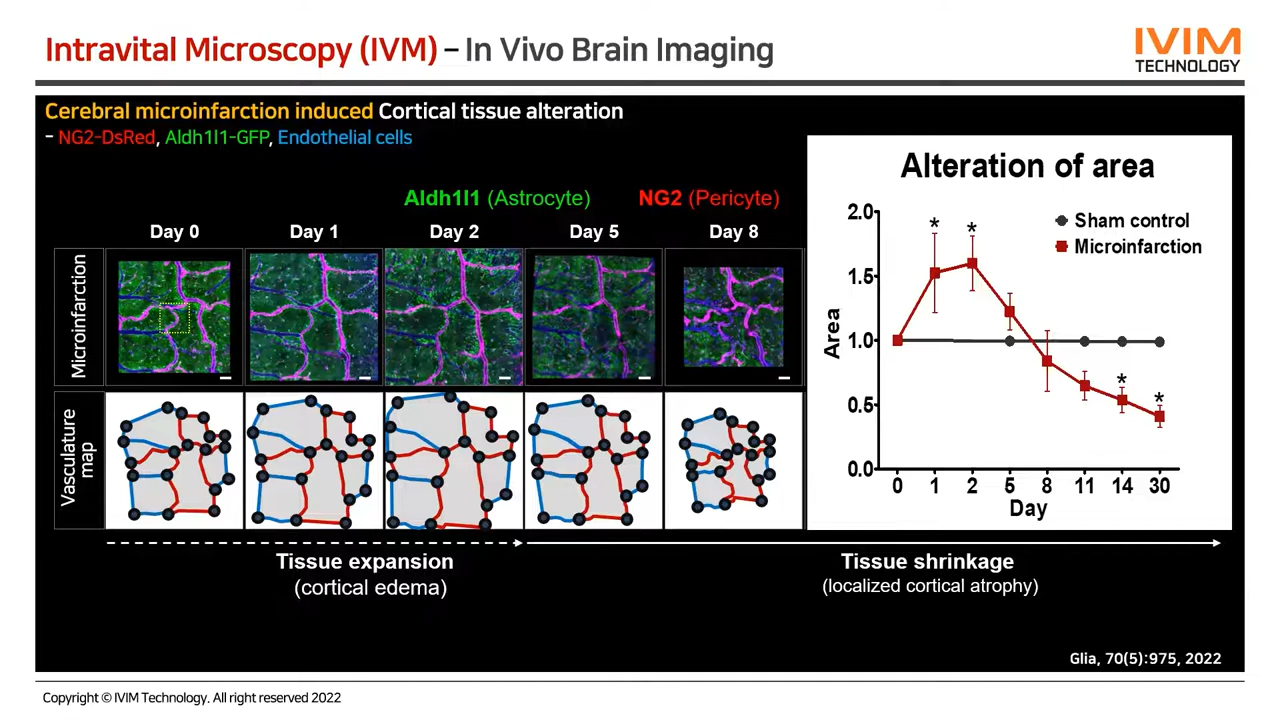 Intravital Microscopy (IVM) – In Vivo Brain Imaging
IVIM
TECHNOLOGY
Cerebral microinfarction induced Cortical tissue alteration
– NG2-DsRed, Aldh1l1-GFP, Endothelial cells
Aldh1l1 (Astrocyte) NG2 (Pericyte)
Day 0 Day 1 Day 2 Day 5 Day 8
Microinfarction
Vasculature
map
Tissue expansion
(cortical edema)
Tissue shrinkage
(localized cortical atrophy)
Alteration of area
Sham control
Microinfarction
Area
2.0
1.5
1.0
0.5
0.0
* * * *
0 1 2 5 8 11 14 30
Day
Glia, 70(5):975, 2022
Copyright © IVIM Technology. All right reserved 2022